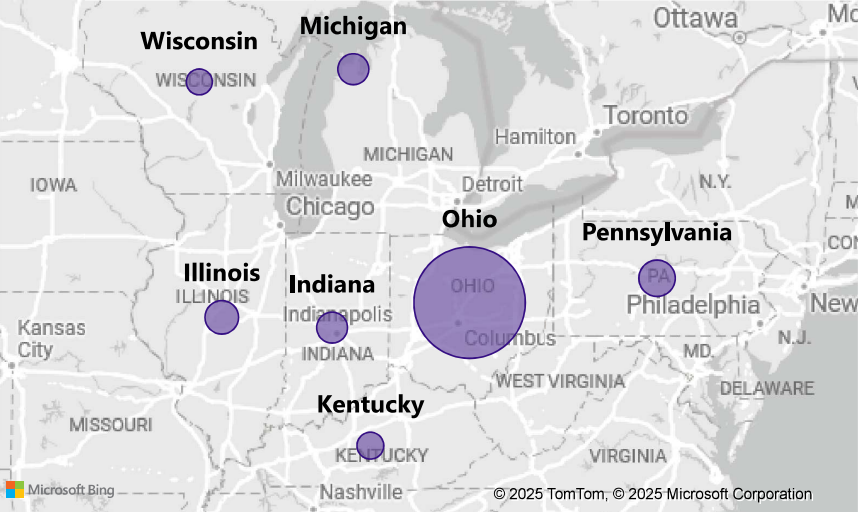 Ottawa
Mo
Michigan
Wisconsin
WISCONSIN
Toronto
Hamilton
MICHIGAN
IOWA
Milwaukee
Detroit
N.Y.
Chicago
M
Ohio
Pennsylvania
CON
Illinois
Indiana
ILLINOIS
OHIO
PA
Indianapolis
Philadelphia
New
Kansas
City
Columbus
N.J.
INDIANA
MD.
WEST VIRGINIA
DELAWARE
Kentucky
MISSOURI
KENTUCKY
VIRGINIA
Microsoft Bing
Nashville
© 2025 TomTom, © 2025 Microsoft Corporation